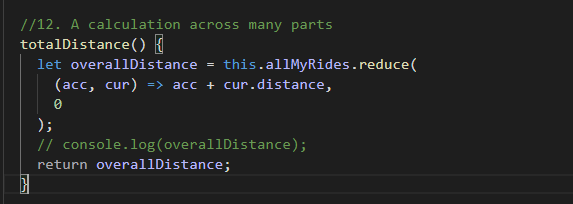 //12. A calculation across many parts
totalDistance() {
let overallDistance = this.allMyRides.reduce(
(acc, cur) => acc + cur.distance,
0
);
// console.log(overallDistance);
return overallDistance;
}